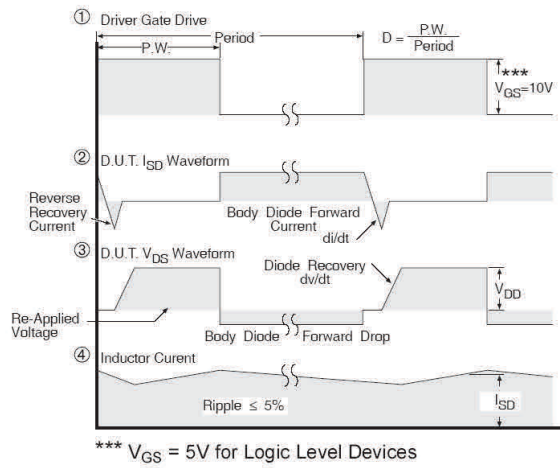 ① Driver Gate Drive
P.W.
Period
D = P.W.
Period
***
VGS=10V
② D.U.T. ISD Waveform
Reverse
Recovery
Current
Body Diode Forward
Current
di/dt
③ D.U.T. VDS Waveform
Diode Recovery
dv/dt
VDD
Re-Applied
Voltage
Body Diode Forward Drop
④ Inductor Curent
Ripple ≤ 5%
ISD
*** VGS = 5V for Logic Level Devices